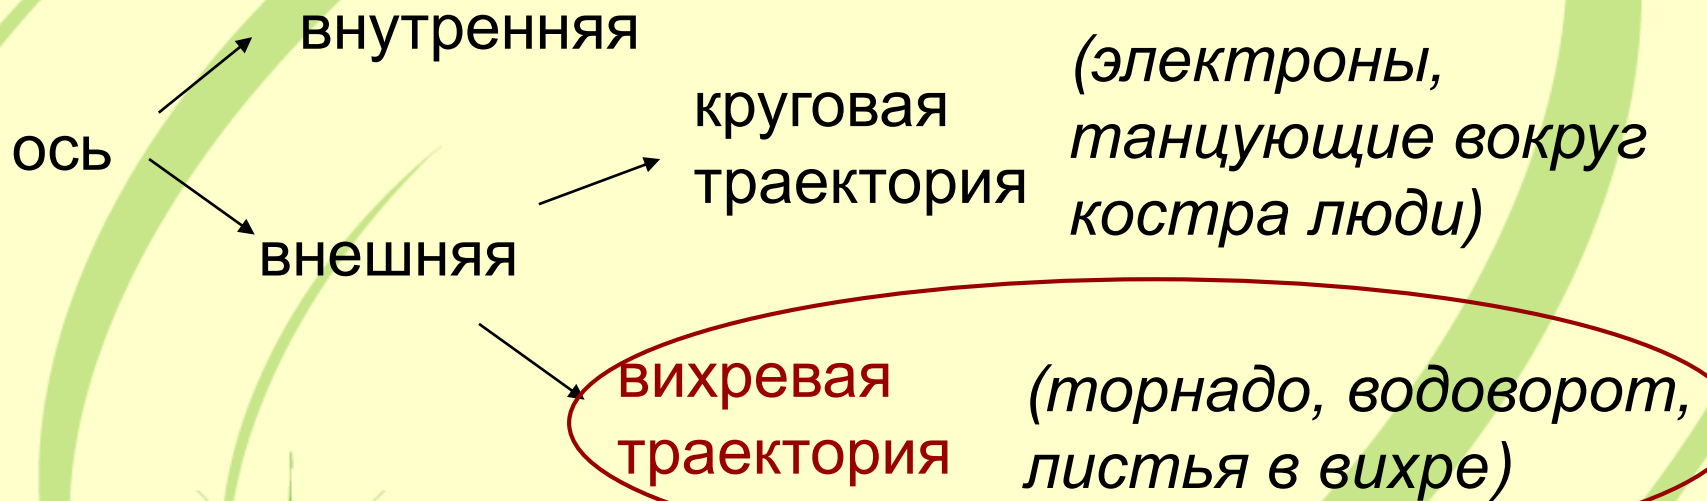 внутренняя
ось
внешняя
круговая
траектория
(электроны,
танцующие вокруг
костра люди)
вихревая
траектория
(торнадо, водоворот,
листья в вихре)